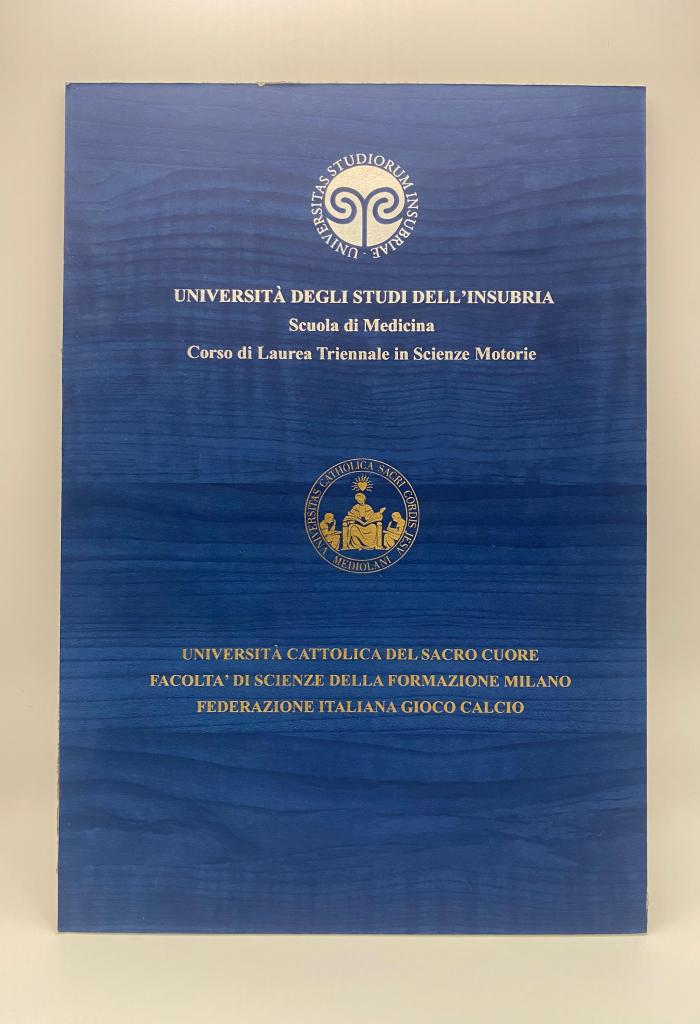 UNIVERSITAS STUDIORUM INSUBRIAE -
UNIVERSITÀ DEGLI STUDI DELL'INSUBRIA
Scuola di Medicina
Corso di Laurea Triennale in Scienze Motorie
UNIVERSITAS CATHOLICA SACRI CORDIS JESV
MEDIOLANI
UNIVERSITÀ CATTOLICA DEL SACRO CUORE
FACOLTA' DI SCIENZE DELLA FORMAZIONE MILANO
FEDERAZIONE ITALIANA GIOCO CALCIO